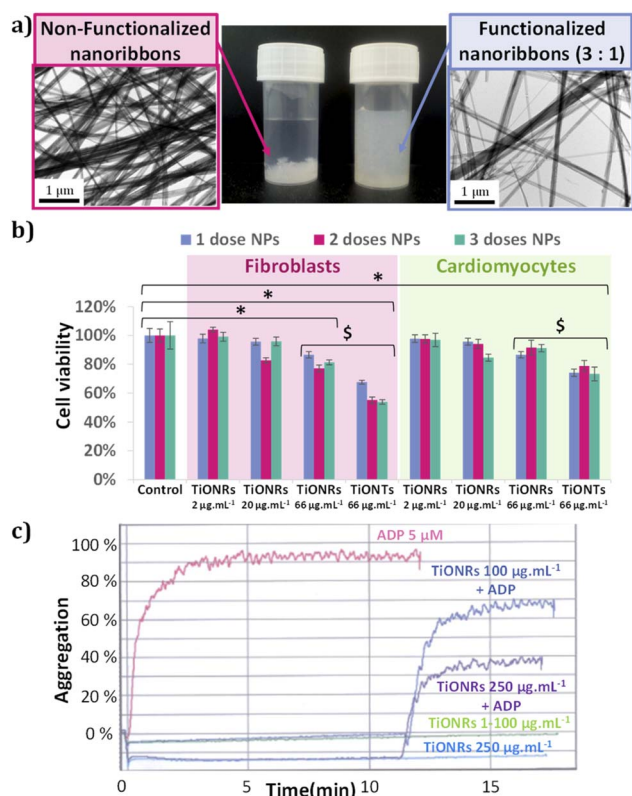 a)
Non-Functionalized
nanoribbons
Functionalized
nanoribbons (3 : 1)
1 µm
1 µm
b)
1 dose NPs
2 doses NPs
3 doses NPs
Fibroblasts
Cardiomyocytes
*
*
*
$
$
Cell viability
120%
100%
80%
60%
40%
20%
0%
Control
TiONRs
2 µg.mL⁻¹
TiONRs
20 µg.mL⁻¹
TiONRs
66 µg.mL⁻¹
TiONTs
66 µg.mL⁻¹
TiONRs
2 µg.mL⁻¹
TiONRs
20 µg.mL⁻¹
TiONRs
66 µg.mL⁻¹
TiONTs
66 µg.mL⁻¹
c)
Aggregation
100 %
80 %
60 %
40 %
20 %
0 %
ADP 5 µM
TiONRs 100 µg.mL⁻¹
+ ADP
TiONRs 250 µg.mL⁻¹
+ ADP
TiONRs 1-100 µg.mL⁻¹
TiONRs 250 µg.mL⁻¹
0
5
10
15
Time(min)